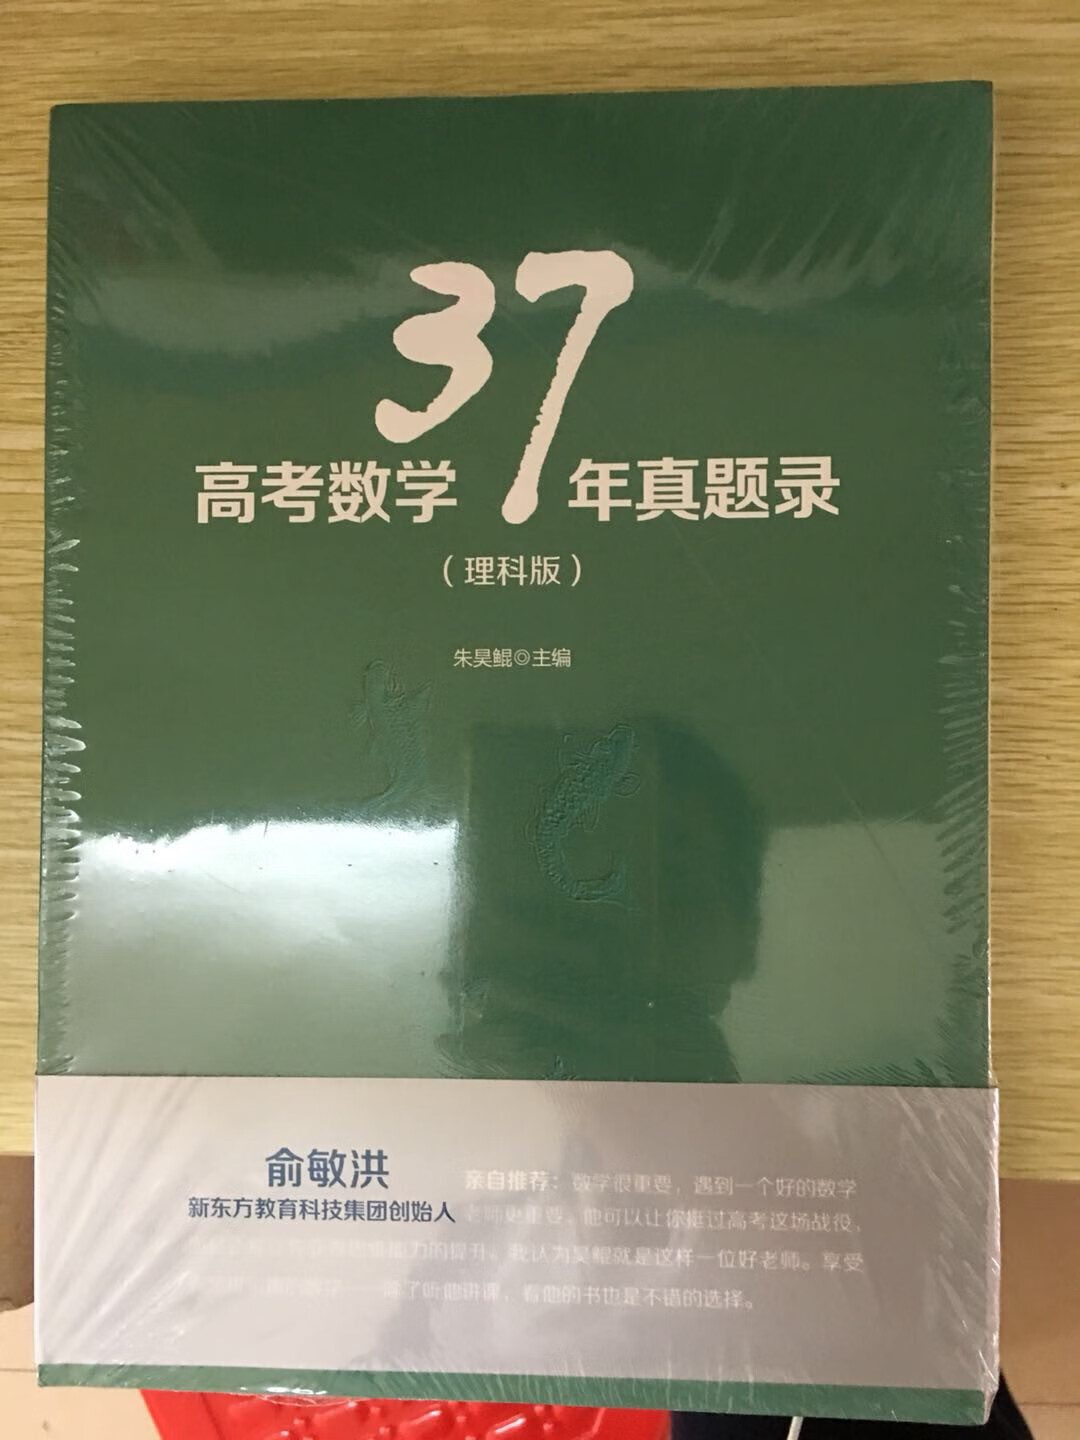 37
高考数学 年真题录
（理科版）
朱昊鲲◎主编
俞敏洪
新东方教育科技集团创始人
亲自推荐：数学很重要，遇到一个好的数学
老师更重要。他可以让你挺过高考这场战役，
力的提升。我认为昊鲲就是这样一位好老师。享受
除了听他讲课，看他的书也是不错的选择。